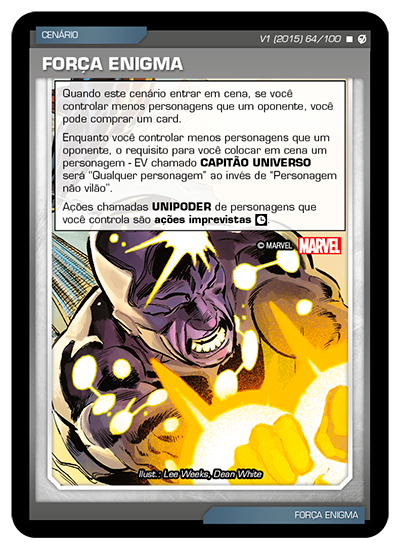 CENÁRIO
V1 (2015) 64/100
FORÇA ENIGMA
Quando este cenário entrar em cena, se você
controlar menos personagens que um oponente, você
pode comprar um card.
Enquanto você controlar menos personagens que um
oponente, o requisito para você colocar em cena um
personagem - EV chamado CAPITÃO UNIVERSO
será "Qualquer personagem" ao invés de "Personagem
não vilão".
Ações chamadas UNIPODER de personagens que
você controla são ações imprevistas
© MARVEL MARVEL
Ilust.: Lee Weeks, Dean White
FORÇA ENIGMA